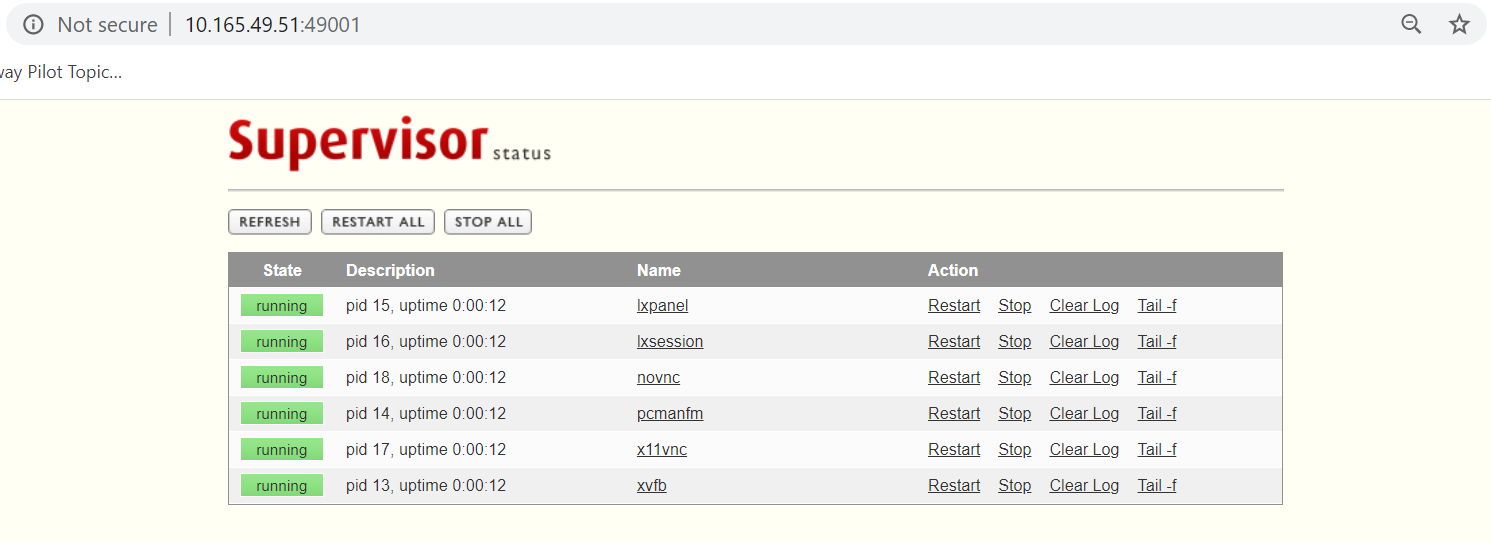 Not secure | 10.165.49.51:49001
way Pilot Topic...
Supervisor status
REFRESH RESTART ALL STOP ALL
State Description Name Action
running pid 15, uptime 0:00:12 lxpanel Restart Stop Clear Log Tail -f
running pid 16, uptime 0:00:12 lxsession Restart Stop Clear Log Tail -f
running pid 18, uptime 0:00:12 novnc Restart Stop Clear Log Tail -f
running pid 14, uptime 0:00:12 pcmanfm Restart Stop Clear Log Tail -f
running pid 17, uptime 0:00:12 x11vnc Restart Stop Clear Log Tail -f
running pid 13, uptime 0:00:12 xvfb Restart Stop Clear Log Tail -f